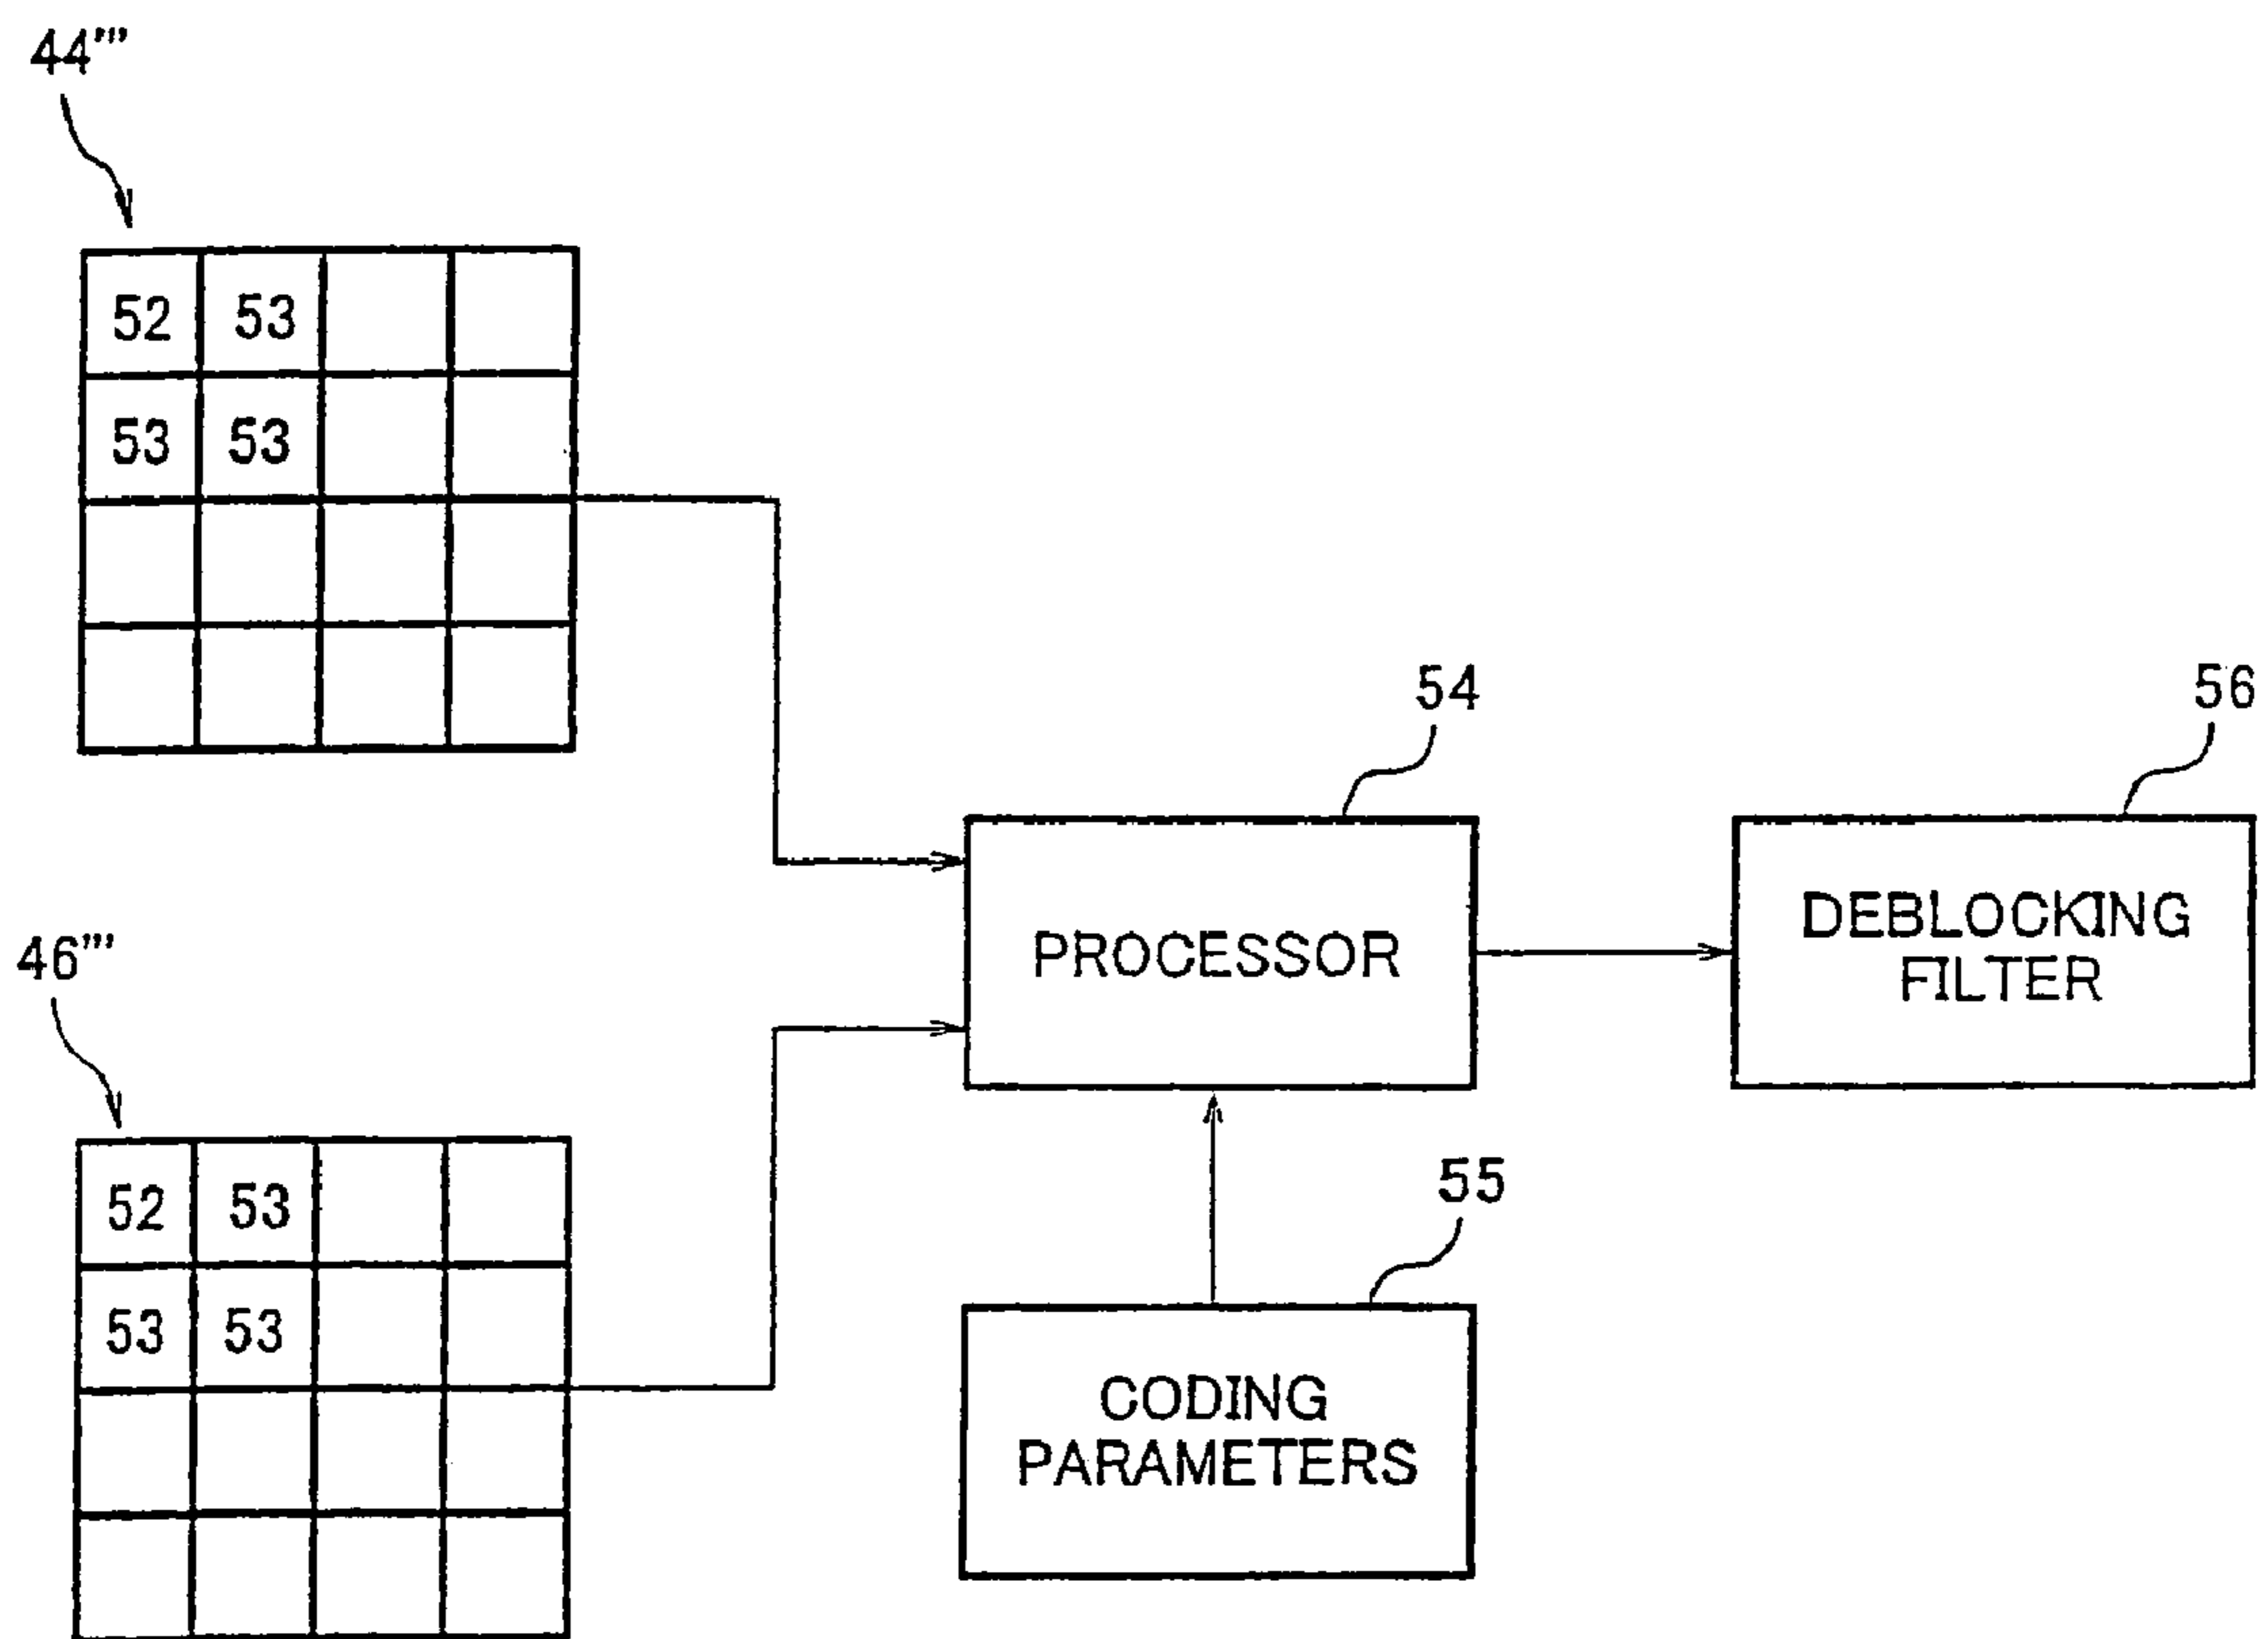 44''''
52 53
53 53
54
56
PROCESSOR
DEBLOCKING
FILTER
46'''
52 53
53 53
55
CODING
PARAMETERS